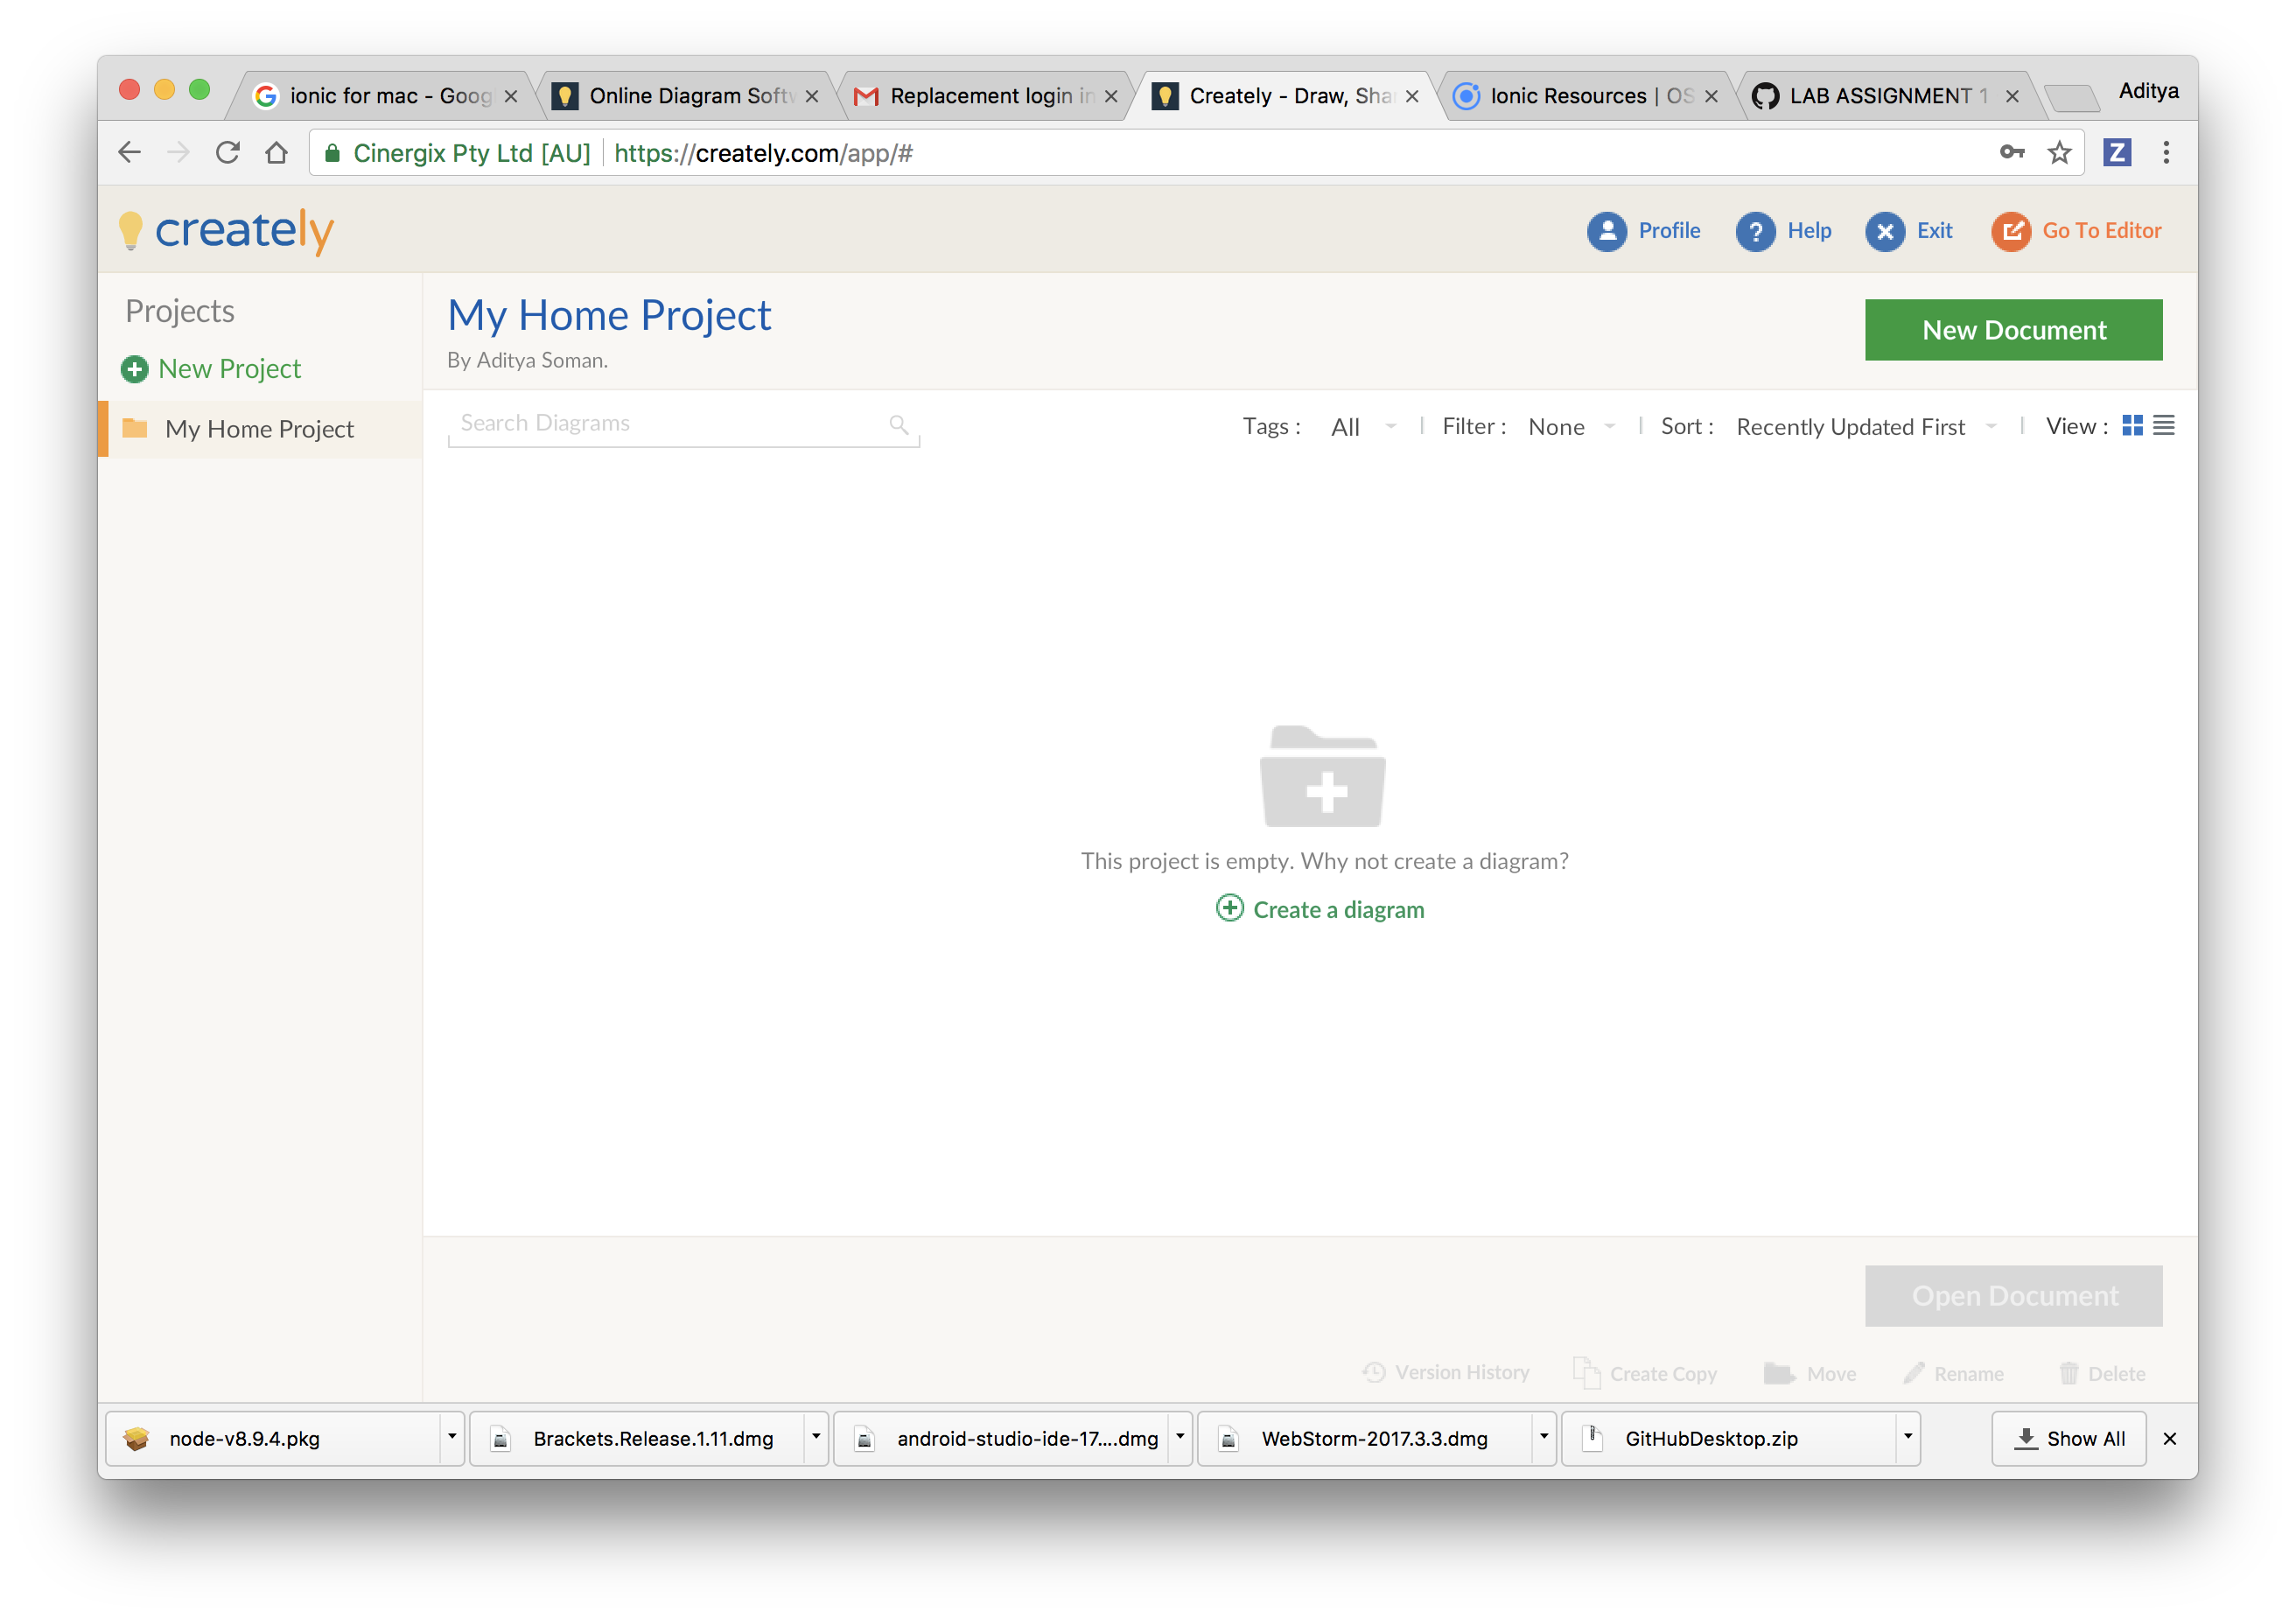 ionic for mac - Goog
Online Diagram Softw
Replacement login in
Creately - Draw, Shar
Ionic Resources | OS
LAB ASSIGNMENT 1
Aditya
Cinergix Pty Ltd [AU]
https://creately.com/app/#
Z
creately
Profile
Help
Exit
Go To Editor
Projects
New Project
My Home Project
My Home Project
By Aditya Soman.
New Document
Search Diagrams
Tags : All
Filter : None
Sort : Recently Updated First
View :
This project is empty. Why not create a diagram?
Create a diagram
Open Document
Version History
Create Copy
Move
Rename
Delete
node-v8.9.4.pkg
Brackets.Release.1.11.dmg
android-studio-ide-17....dmg
WebStorm-2017.3.3.dmg
GitHubDesktop.zip
Show All